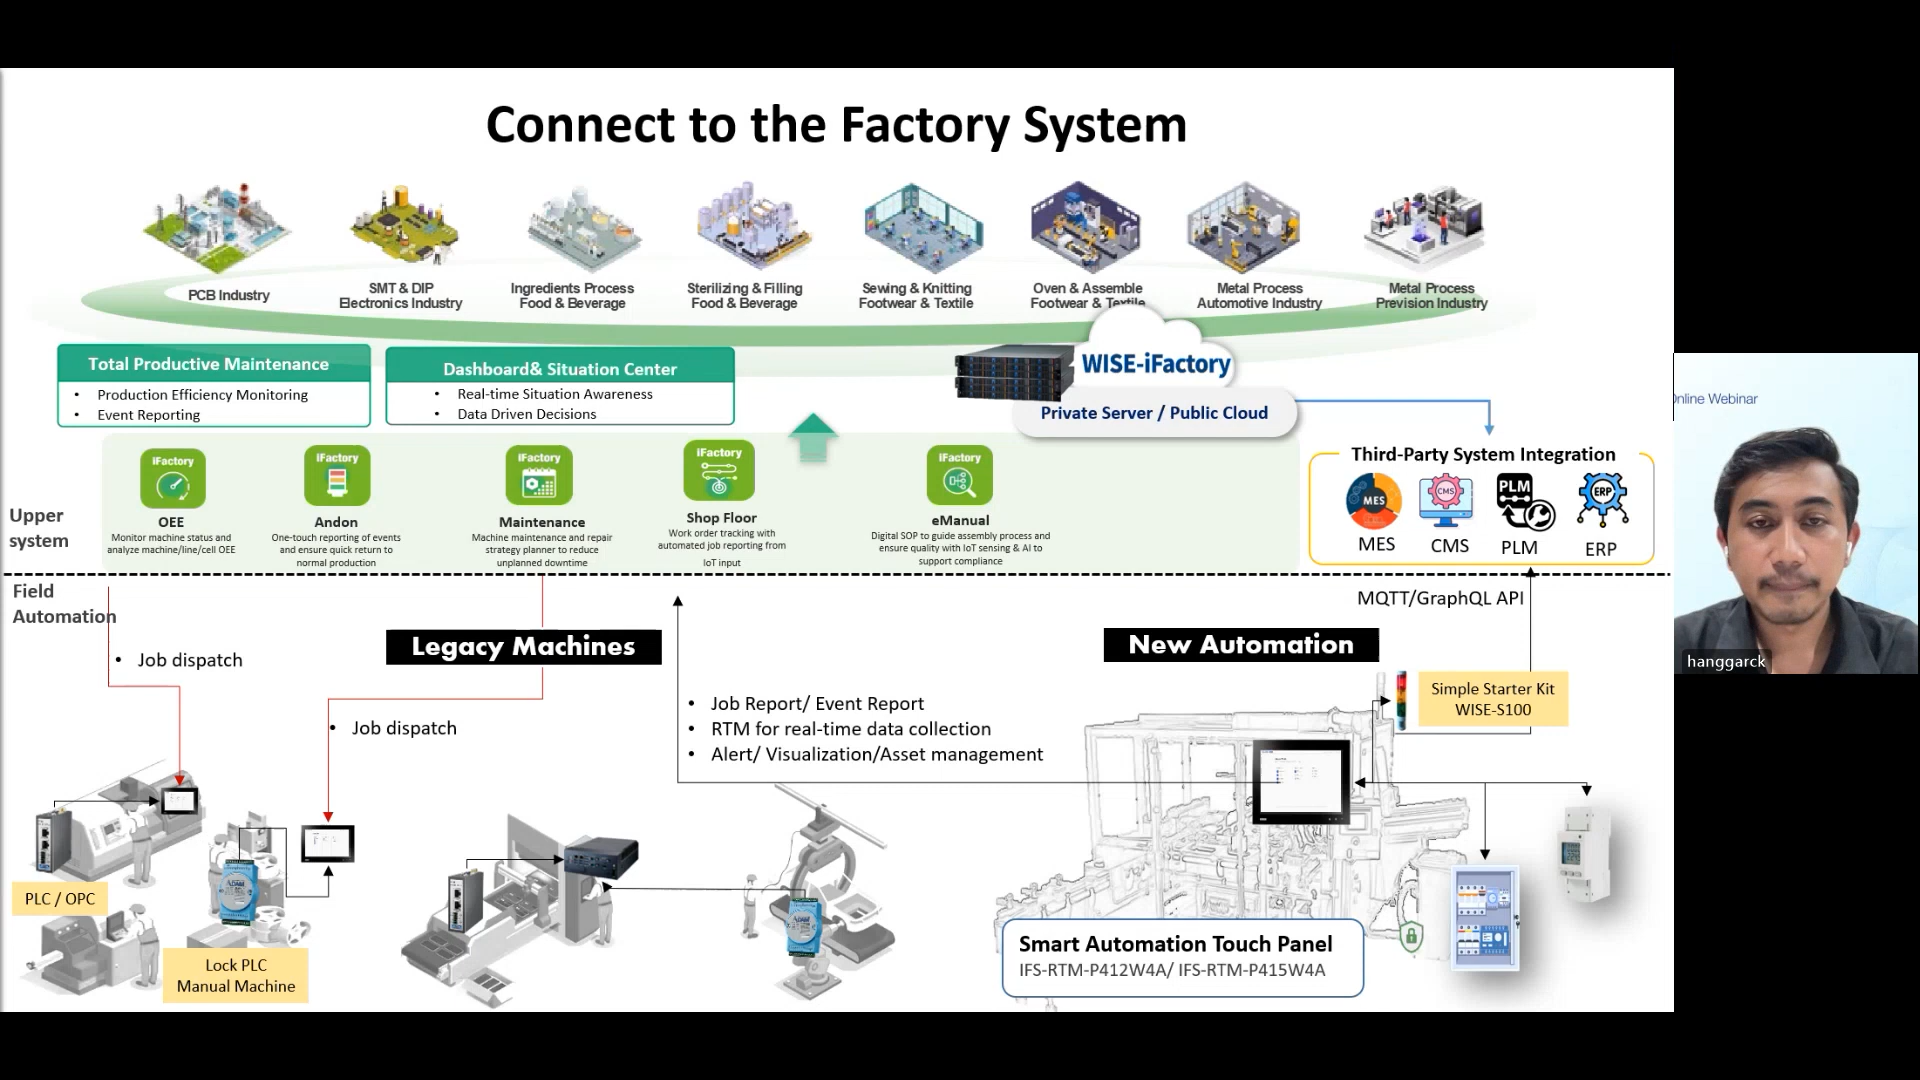 Connect to the Factory System
PCB Industry
SMT & DIP
Electronics Industry
Ingredients Process
Food & Beverage
Sterilizing & Filling
Food & Beverage
Sewing & Knitting
Footwear & Textile
Oven & Assemble
Footwear & Textile
Metal Process
Automotive Industry
Metal Process
Prevision Industry
Total Productive Maintenance
• Production Efficiency Monitoring
• Event Reporting
Dashboard& Situation Center
• Real-time Situation Awareness
• Data Driven Decisions
WISE-iFactory
Private Server / Public Cloud
Upper
system
iFactory
OEE
Monitor machine status and
analyze machine/line/cell OEE
iFactory
Andon
One-touch reporting of events
and ensure quick return to
normal production
iFactory
Maintenance
Machine maintenance and repair
strategy planner to reduce
unplanned downtime
iFactory
Shop Floor
Work order tracking with
automated job reporting from
IoT input
iFactory
eManual
Digital SOP to guide assembly process and
ensure quality with IoT sensing & AI to
support compliance
Third-Party System Integration
MES
CMS
PLM
ERP
MES
CMS
PLM
ERP
Field
Automation
MQTT/GraphQL API
Legacy Machines
New Automation
• Job dispatch
• Job dispatch
• Job Report/ Event Report
• RTM for real-time data collection
• Alert/ Visualization/Asset management
Simple Starter Kit
WISE-S100
PLC / OPC
ADAM
Lock PLC
Manual Machine
ADAM
Smart Automation Touch Panel
IFS-RTM-P412W4A/ IFS-RTM-P415W4A
Online Webinar
hanggarck